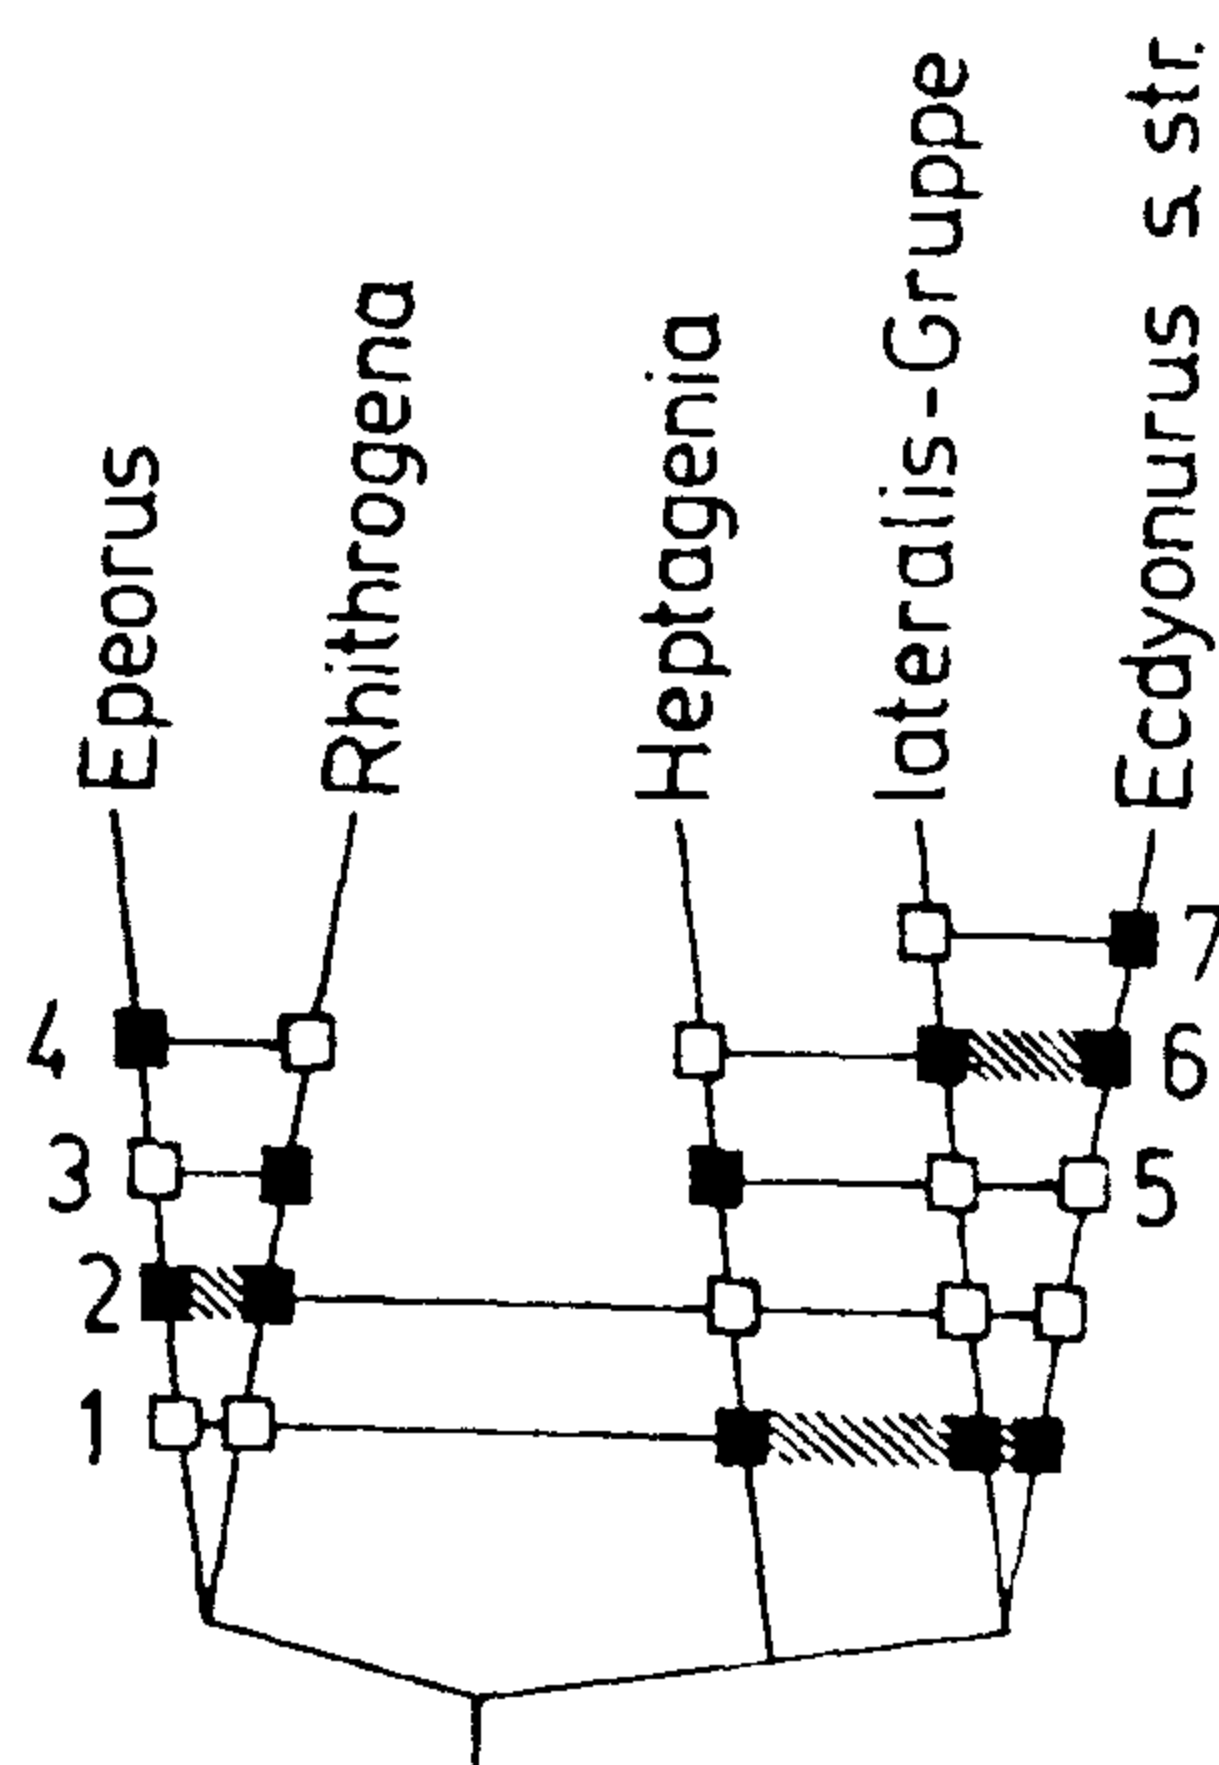 Epeorus
Rhithrogena
Heptagenia
lateralis-Gruppe
Ecdyonurus s. str.
7
4
6
3
5
2
1